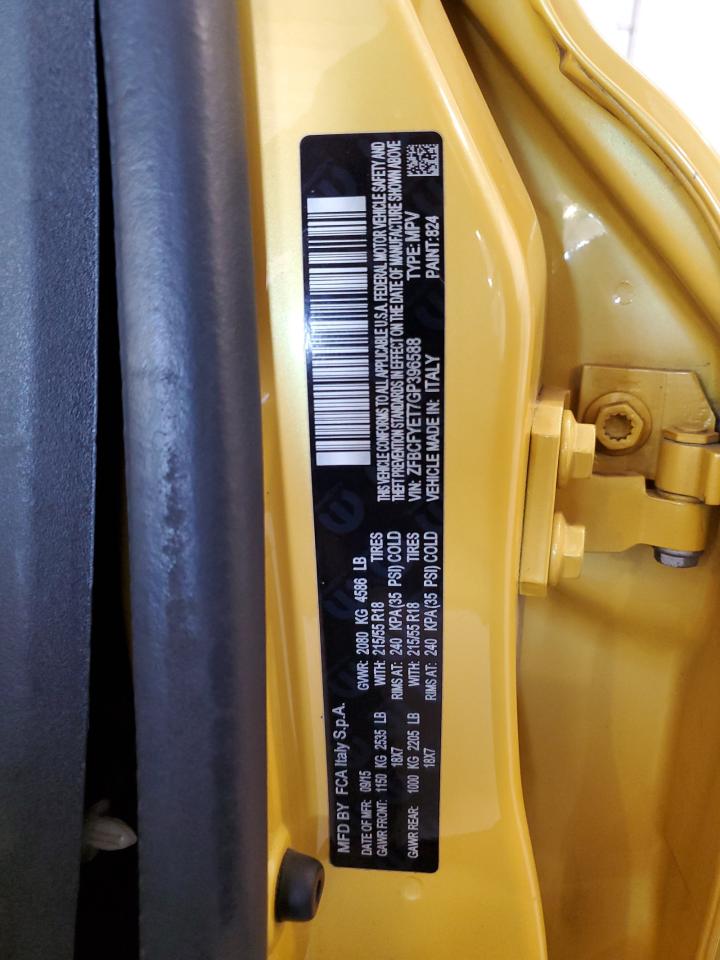 MFD BY FCA Italy S.p.A.
DATE OF MFR: 09/15 GVWR: 2080 KG 4586 LB
GAWR FRONT: 1150 KG 2535 LB WITH: 215/55 R18 TIRES
18X7 RIMS AT: 240 KPA(35 PSI) COLD
GAWR REAR: 1000 KG 2205 LB WITH: 215/55 R18 TIRES
18X7 RIMS AT: 240 KPA(35 PSI) COLD
THIS VEHICLE CONFORMS TO ALL APPLICABLE U.S.A. FEDERAL MOTOR VEHICLE SAFETY AND
THEFT PREVENTION STANDARDS IN EFFECT ON THE DATE OF MANUFACTURE SHOWN ABOVE
VIN: ZFBCFYET7GP396588 TYPE: MPV
VEHICLE MADE IN: ITALY PAINT: 824